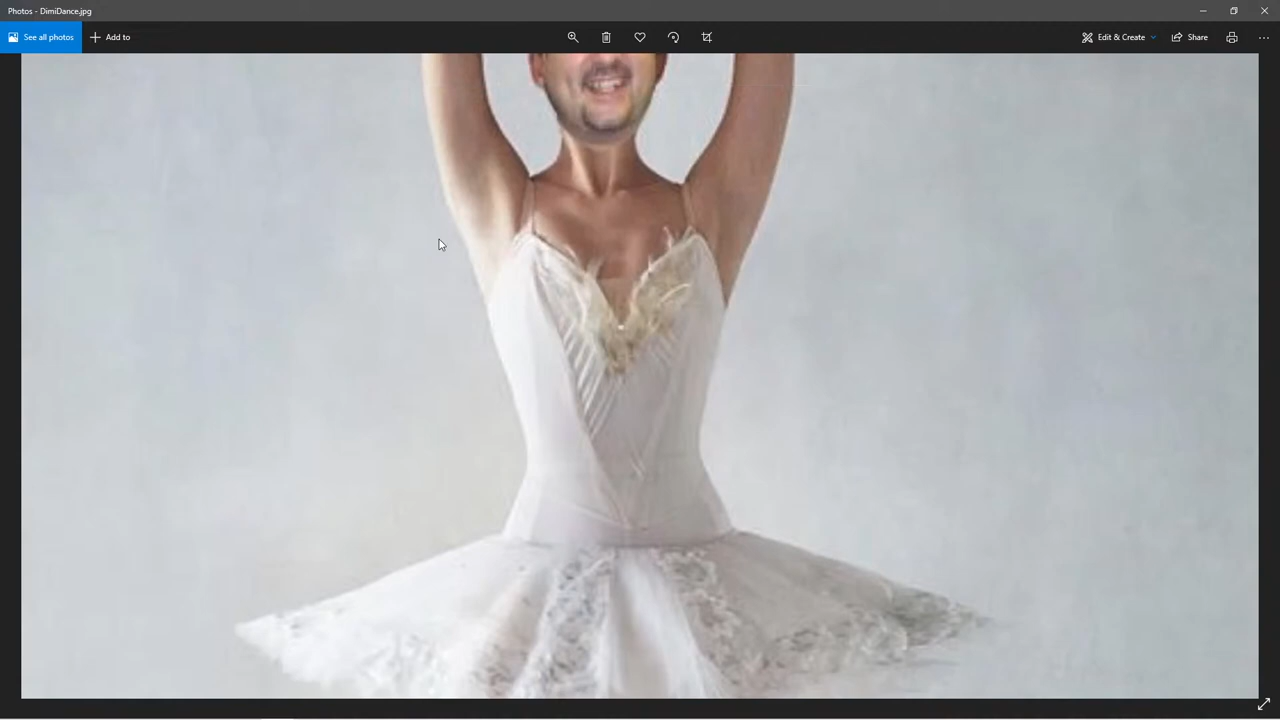 Photos - DimiDance.jpg
See all photos
Add to
Edit & Create
Share